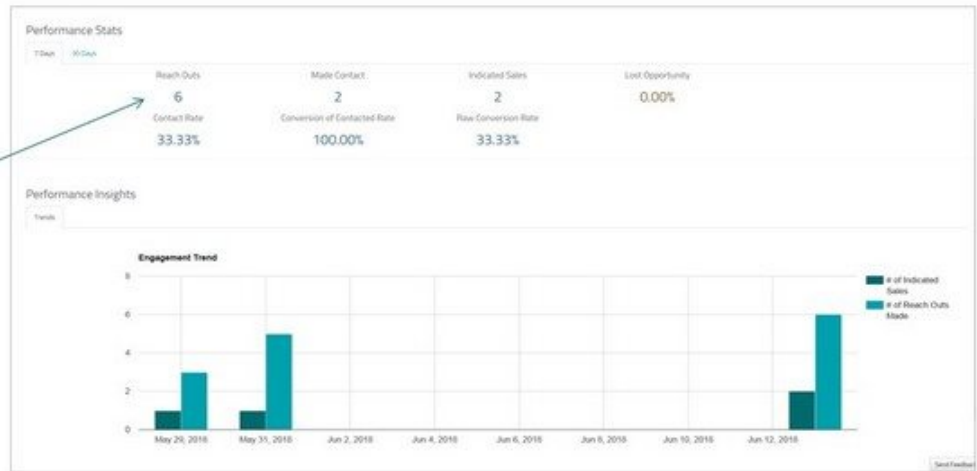 Performance Stats
7 Days 30 Days
Reach Outs Made Contact Indicated Sales Lost Opportunity
6 2 2 0.00%
Contact Rate Conversion of Contacted Rate Raw Conversion Rate
33.33% 100.00% 33.33%
Performance Insights
Trends
Engagement Trend
8
6
4
2
0
# of Indicated
Sales
# of Reach Outs
Made
May 29, 2018 May 31, 2018 Jun 2, 2018 Jun 4, 2018 Jun 6, 2018 Jun 8, 2018 Jun 10, 2018 Jun 12, 2018
Send Feedback